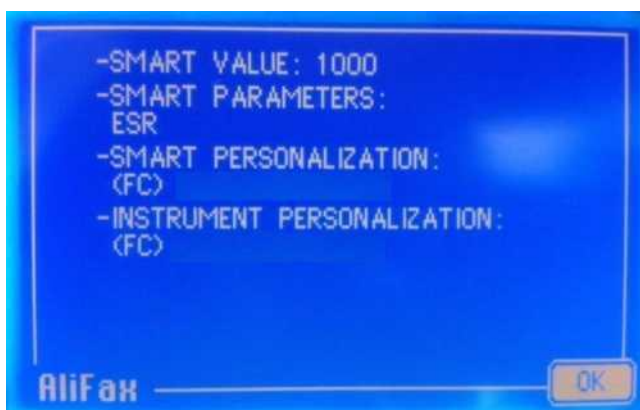 -SMART VALUE: 1000
-SMART PARAMETERS:
ESR
-SMART PERSONALIZATION:
(FC)
-INSTRUMENT PERSONALIZATION:
(FC)
AliFax
OK